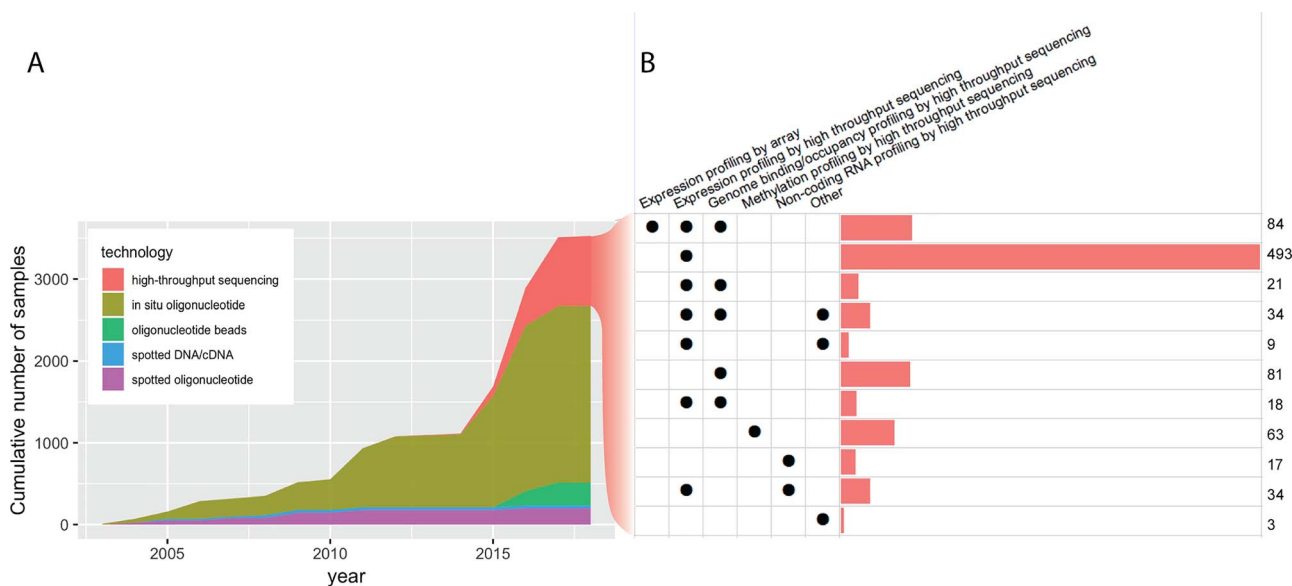 A
B
Expression profiling by array
Expression profiling by high throughput sequencing
Genome binding/occupancy profiling by high throughput sequencing
Methylation profiling by high throughput sequencing
Non-coding RNA profiling by high throughput sequencing
Other
Cumulative number of samples
3000
2000
1000
0
technology
high-throughput sequencing
in situ oligonucleotide
oligonucleotide beads
spotted DNA/cDNA
spotted oligonucleotide
2005
2010
2015
year
84
493
21
34
9
81
18
63
17
34
3